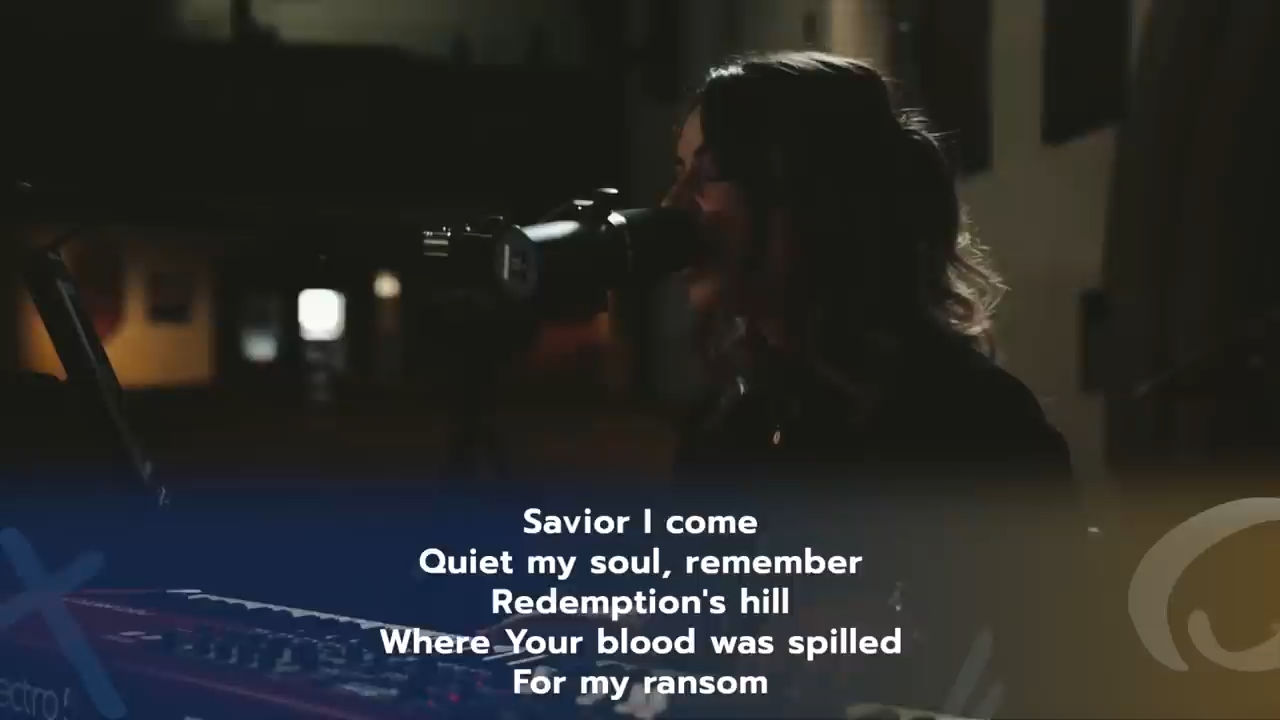 Savior I come
Quiet my soul, remember
Redemption's hill
Where Your blood was spilled
For my ransom